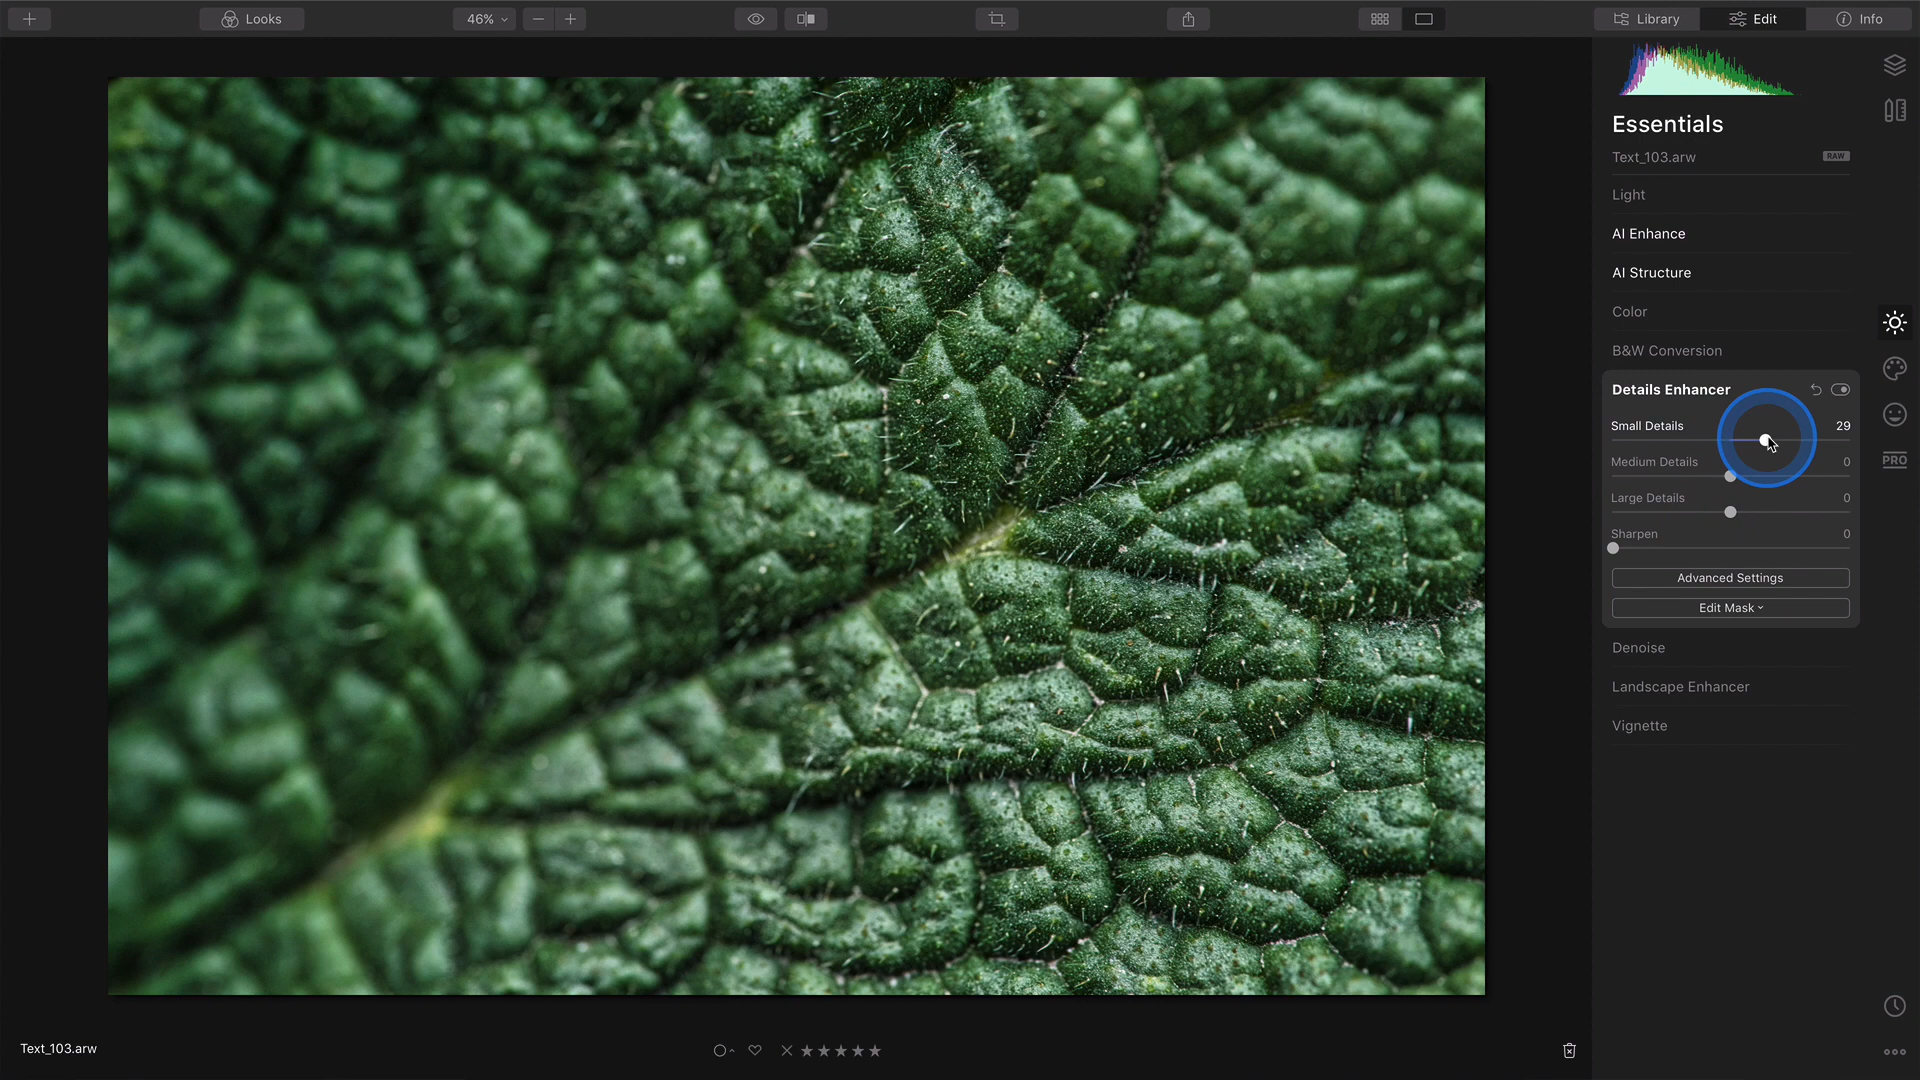 Looks
46%
Library
Edit
Info
Essentials
Text_103.arw
RAW
Light
AI Enhance
AI Structure
Color
B&W Conversion
Details Enhancer
Small Details 29
Medium Details 0
PRO
Large Details 0
Sharpen 0
Advanced Settings
Edit Mask
Denoise
Landscape Enhancer
Vignette
Text_103.arw